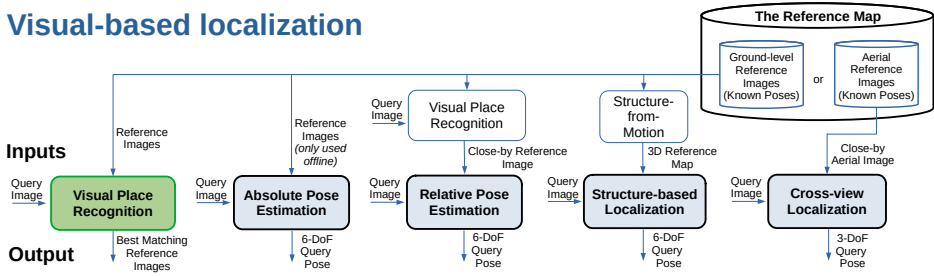 Visual-based localization
The Reference Map
Ground-level
Reference
Images
(Known Poses)
or
Aerial
Reference
Images
(Known Poses)
Reference
Images
Reference
Images
(only used
offline)
Query
Image
Visual Place
Recognition
Structure-
from-
Motion
Close-by Reference
Image
3D Reference
Map
Close-by
Aerial Image
Inputs
Query
Image
Visual Place
Recognition
Query
Image
Absolute Pose
Estimation
Query
Image
Relative Pose
Estimation
Query
Image
Structure-based
Localization
Query
Image
Cross-view
Localization
Output
Best Matching
Reference
Images
6-DoF
Query
Pose
6-DoF
Query
Pose
6-DoF
Query
Pose
3-DoF
Query
Pose